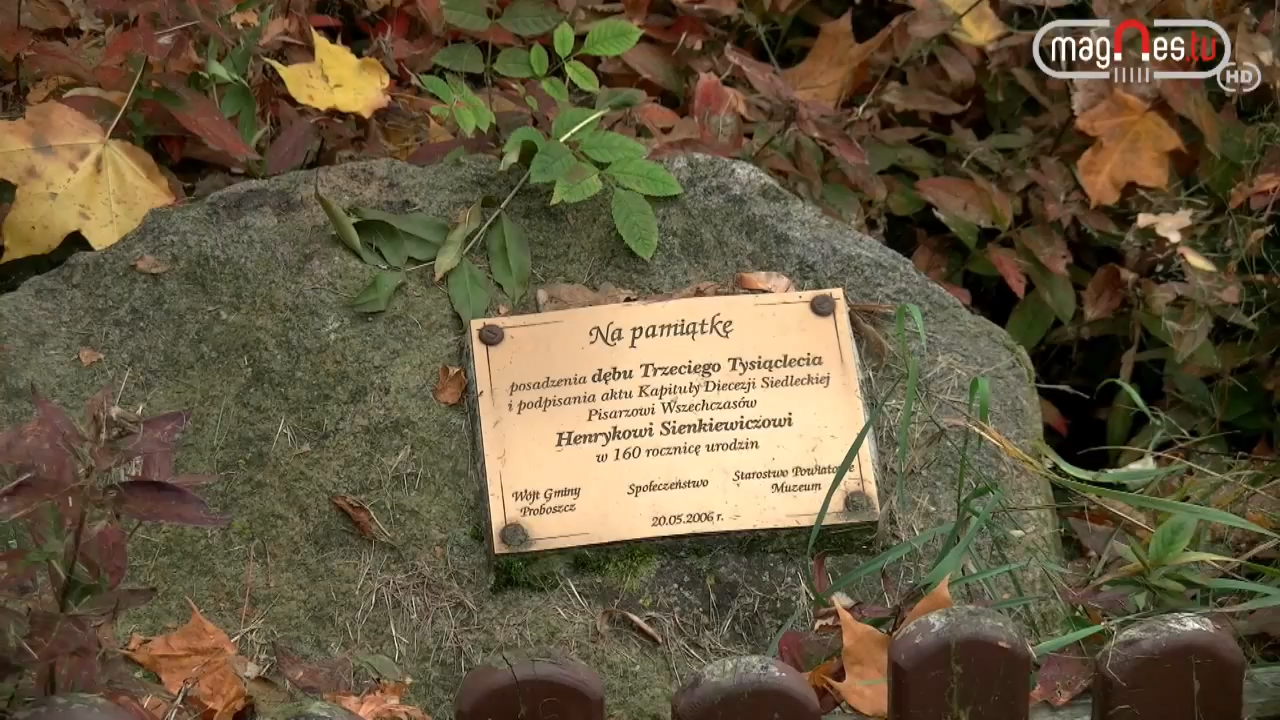 magnes.tv
HD
Na pamiątkę
posadzenia dębu Trzeciego Tysiąclecia
i podpisania aktu Kapituły Diecezji Siedleckiej
Pisarzowi Wszechczasów
Henrykowi Sienkiewiczowi
w 160 rocznicę urodzin
Wójt Gminy
Proboszcz
Społeczeństwo
Starostwo Powiatowe
Muzeum
20.05.2006 r.